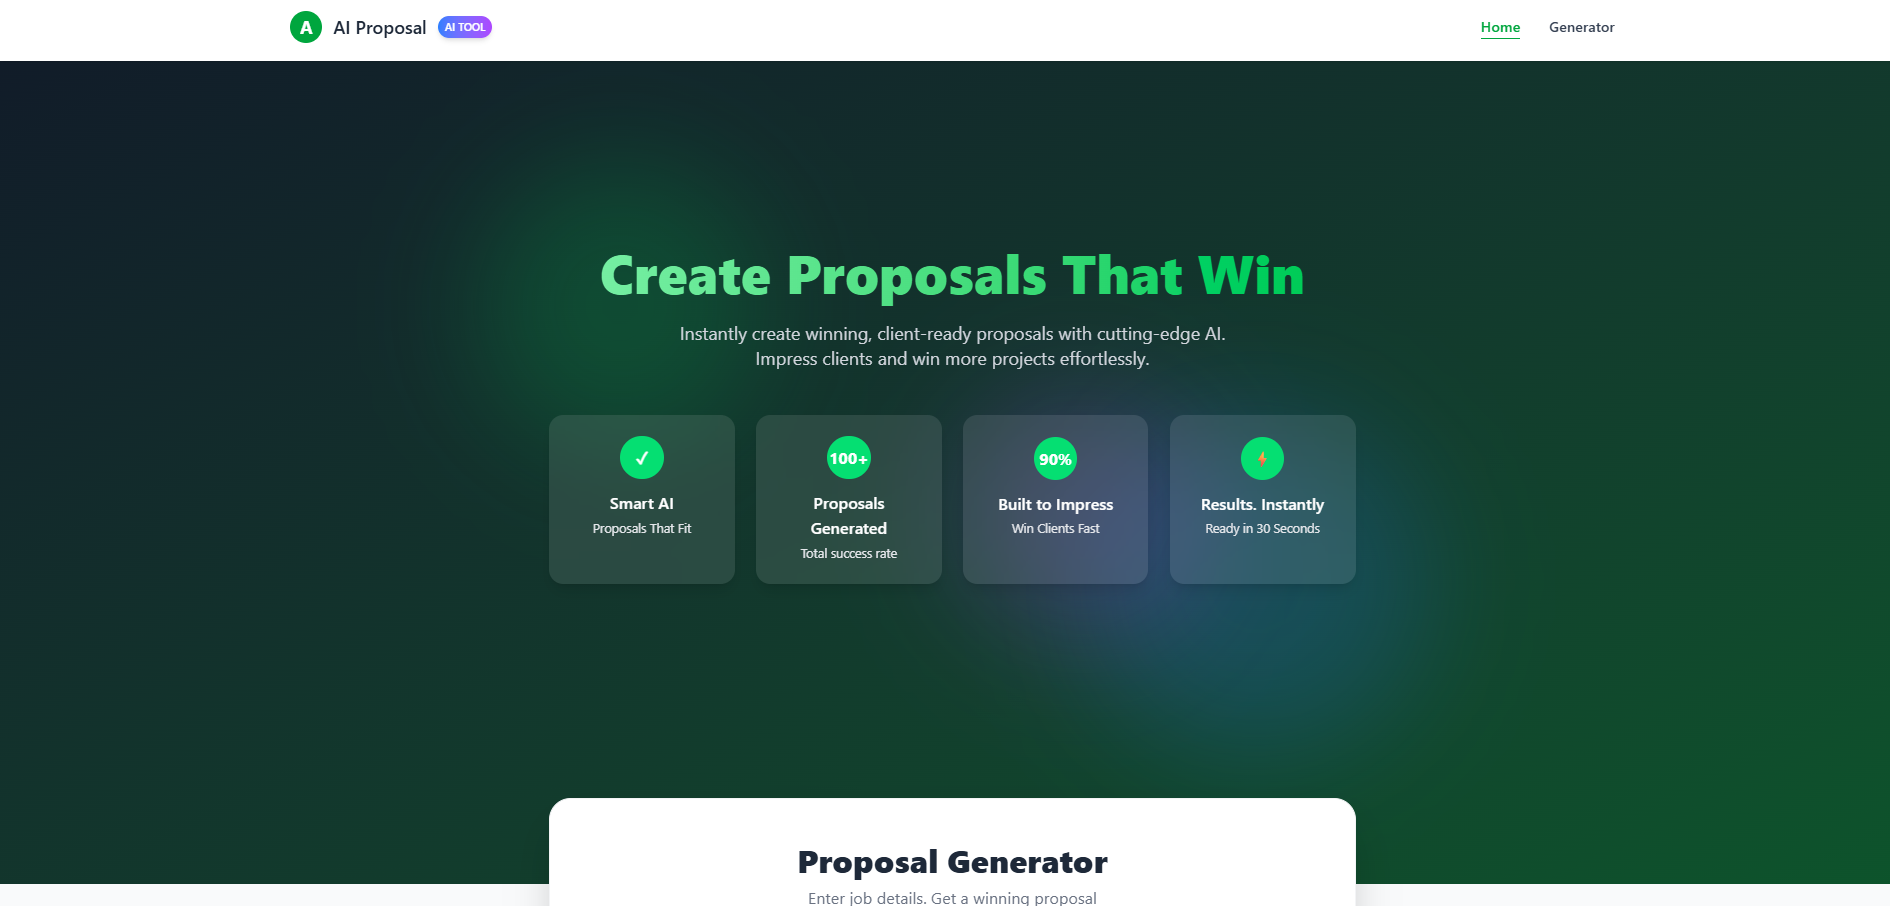 A AI Proposal AI TOOL
Home Generator
Create Proposals That Win
Instantly create winning, client-ready proposals with cutting-edge AI.
Impress clients and win more projects effortlessly.
✓
Smart AI
Proposals That Fit
100+
Proposals
Generated
Total success rate
90%
Built to Impress
Win Clients Fast
Results. Instantly
Ready in 30 Seconds
Proposal Generator
Enter job details. Get a winning proposal